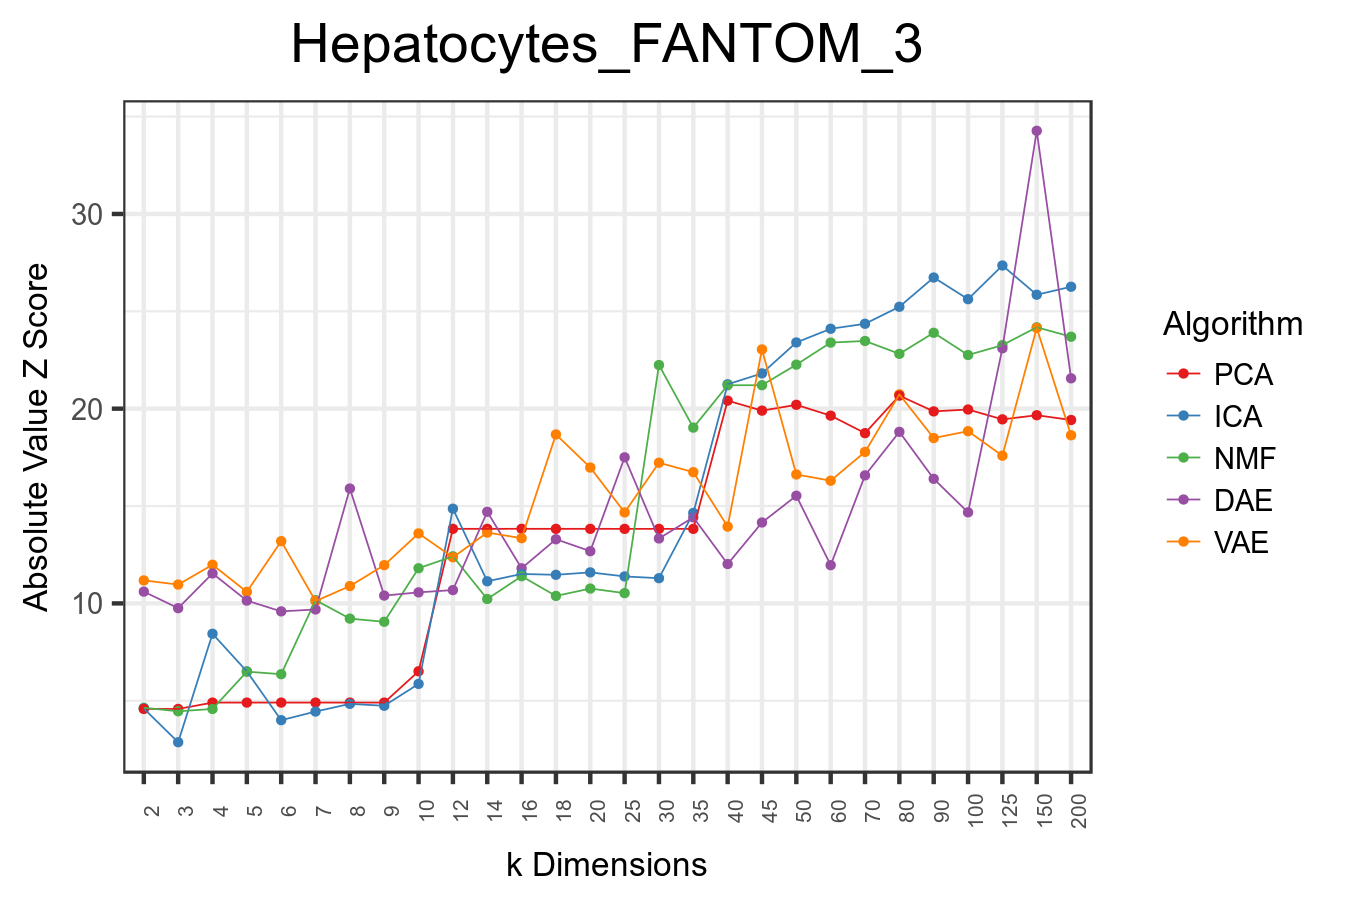 Hepatocytes_FANTOM_3
Absolute Value Z Score
30
20
10
2 3 4 5 6 7 8 9 10 12 14 16 18 20 25 30 35 40 45 50 60 70 80 90 100 125 150 200
k Dimensions
Algorithm
PCA
ICA
NMF
DAE
VAE